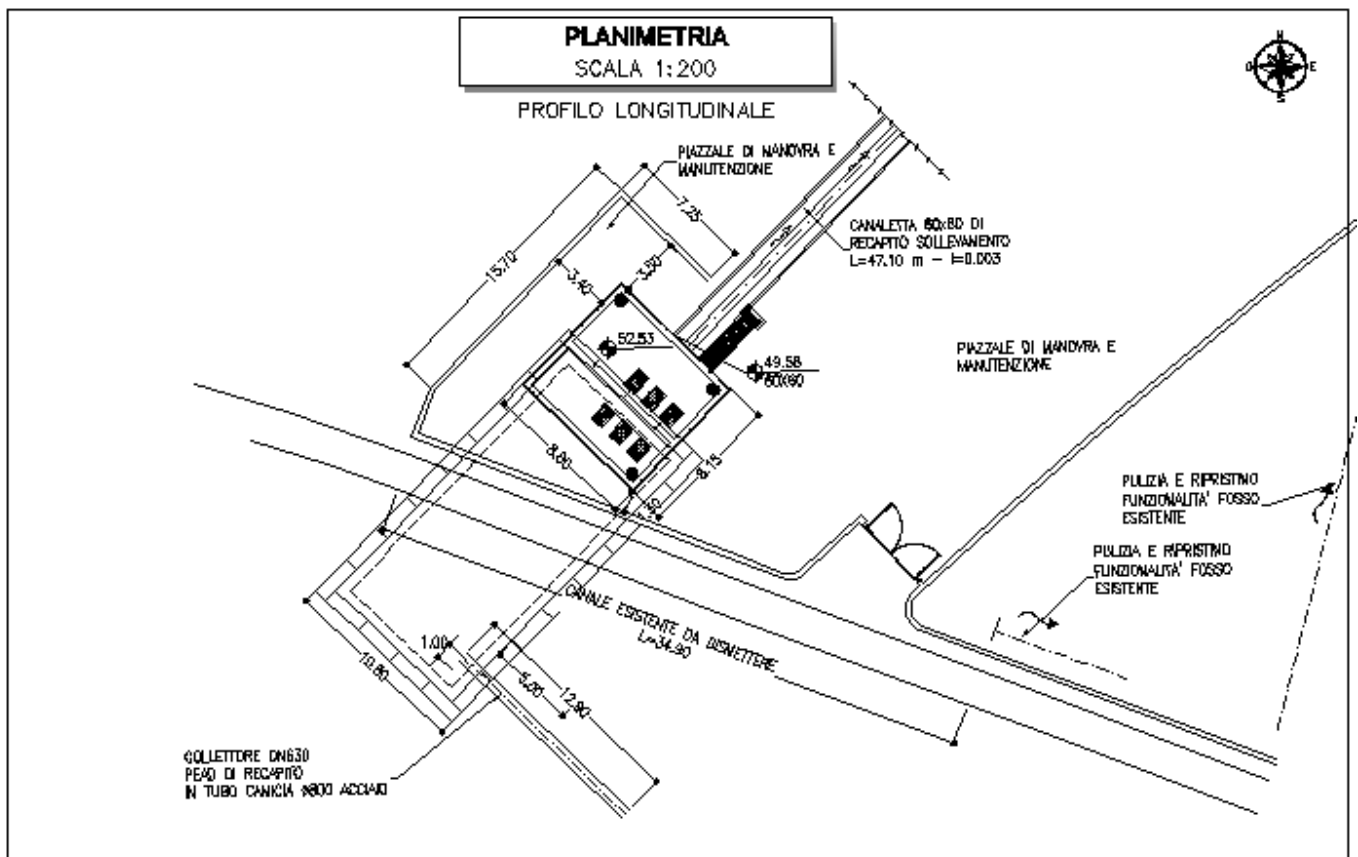 PLANIMETRIA
SCALA 1:200
PROFILO LONGITUDINALE
N
O
E
S
PIAZZALE DI MANOVRA E
MANUTENZIONE
7.25
15.70
3.40
3.50
CANALETTA 60x60 DI
RECAPITO SOLLEVAMENTO
L=47.10 m - i=0.003
52.53
49.58
60X60
PIAZZALE DI MANOVRA E
MANUTENZIONE
8.60
8.15
PULIZIA E RIPRISTINO
FUNZIONALITA' FOSSO
ESISTENTE
PULIZIA E RIPRISTINO
FUNZIONALITA' FOSSO
ESISTENTE
CANALE ESISTENTE DA DISMETTERE
L=34.90
1.00
10.80
5.00
12.90
COLLETTORE DN630
PEAD DI RECAPITO
IN TUBO CAMICIA ø800 ACCIAIO